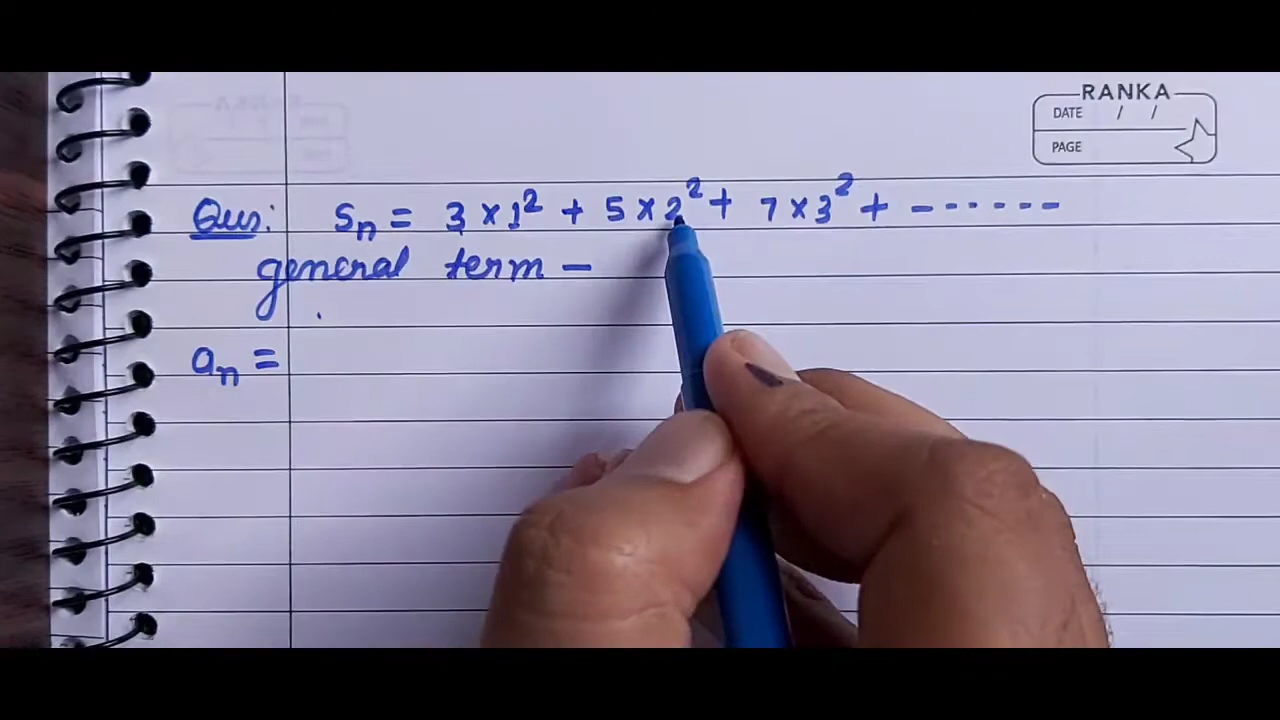 RANKA
DATE / /
PAGE
Qus: Sn = 3 × 1² + 5 × 2² + 7 × 3² + - - - - - - -
general term -
an =